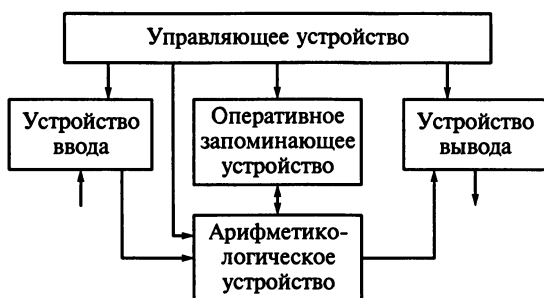 Управляющее устройство
Устройство
ввода
Оперативное
запоминающее
устройство
Устройство
вывода
Арифметико-
логическое
устройство